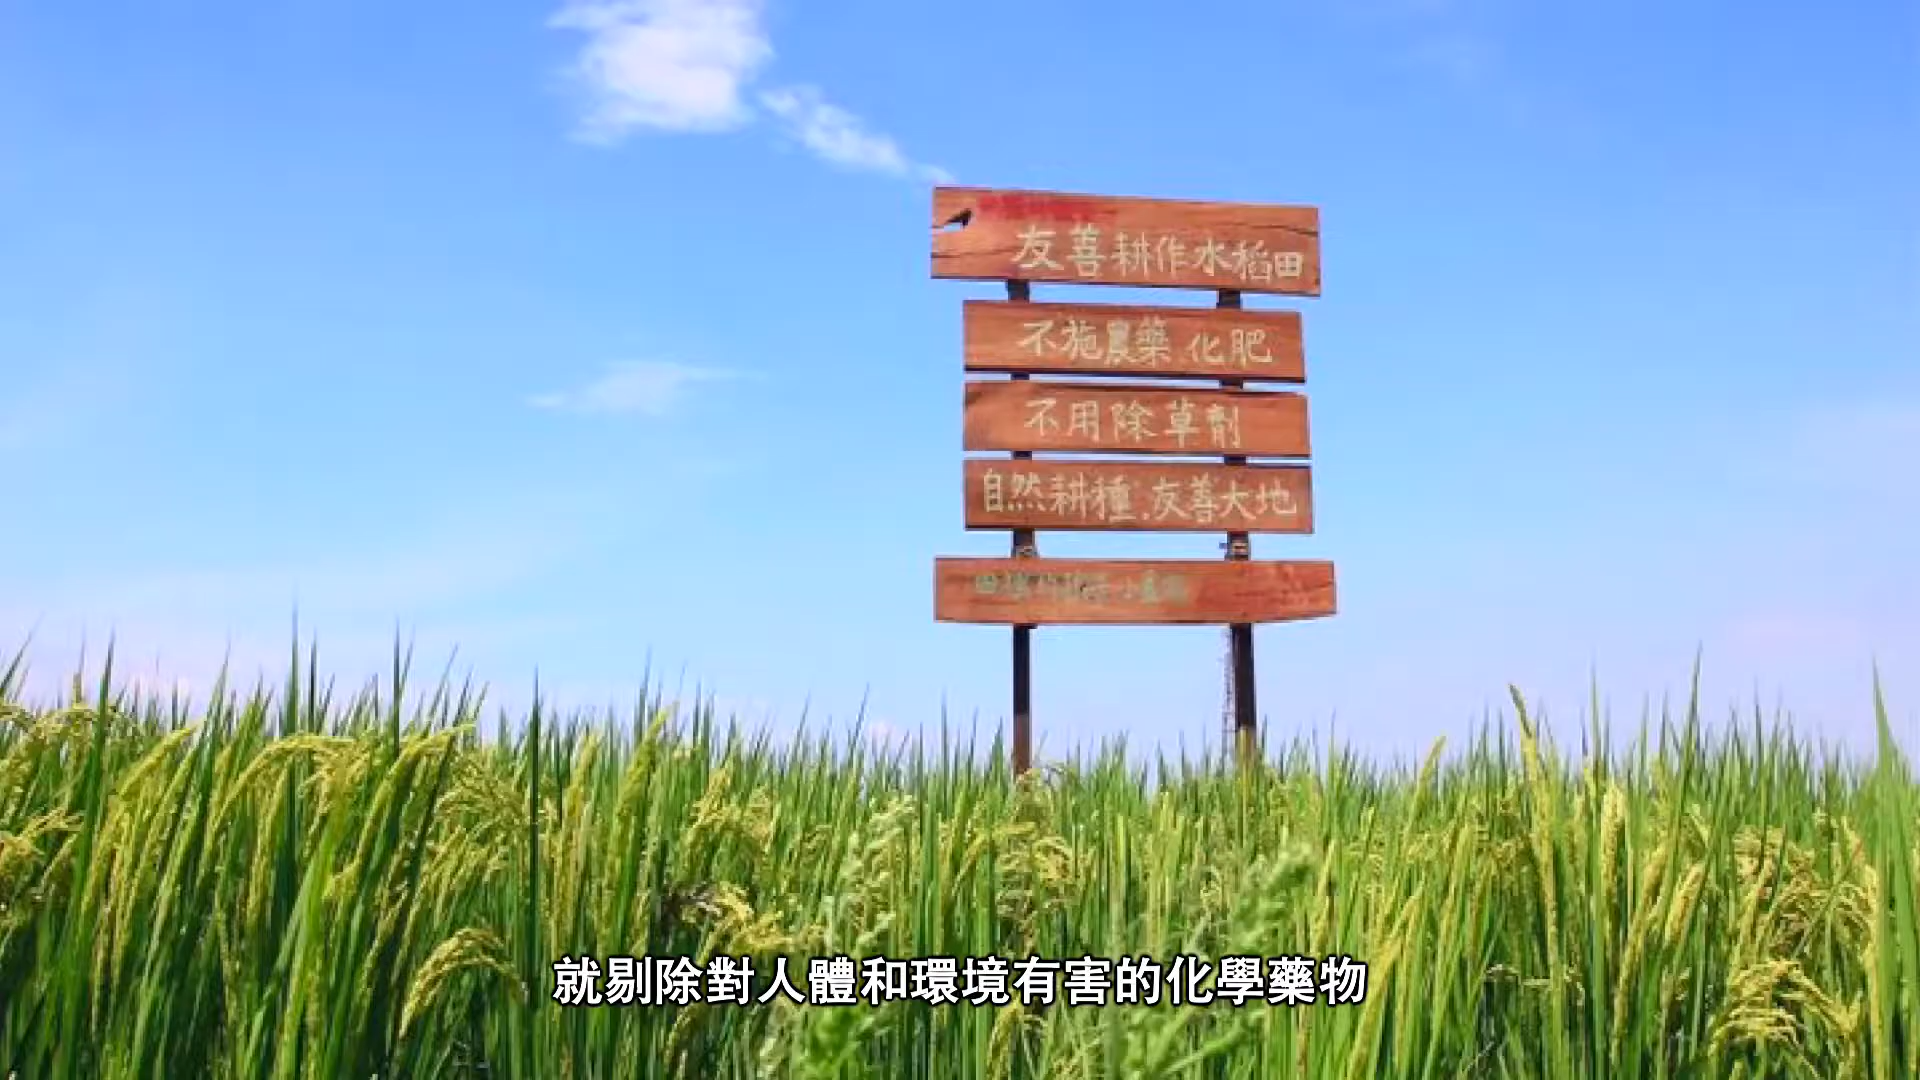 友善耕作水稻田
不施農藥 化肥
不用除草劑
自然耕種.友善大地
就剔除對人體和環境有害的化學藥物